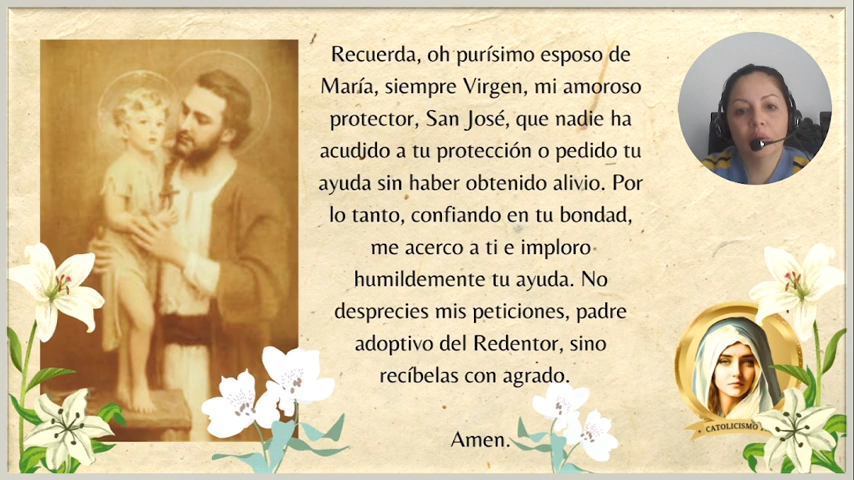 Recuerda, oh purísimo esposo de
María, siempre Virgen, mi amoroso
protector, San José, que nadie ha
acudido a tu protección o pedido tu
ayuda sin haber obtenido alivio. Por
lo tanto, confiando en tu bondad,
me acerco a ti e imploro
humildemente tu ayuda. No
desprecies mis peticiones, padre
adoptivo del Redentor, sino
recíbelas con agrado.
Amen.
CATOLICISMO